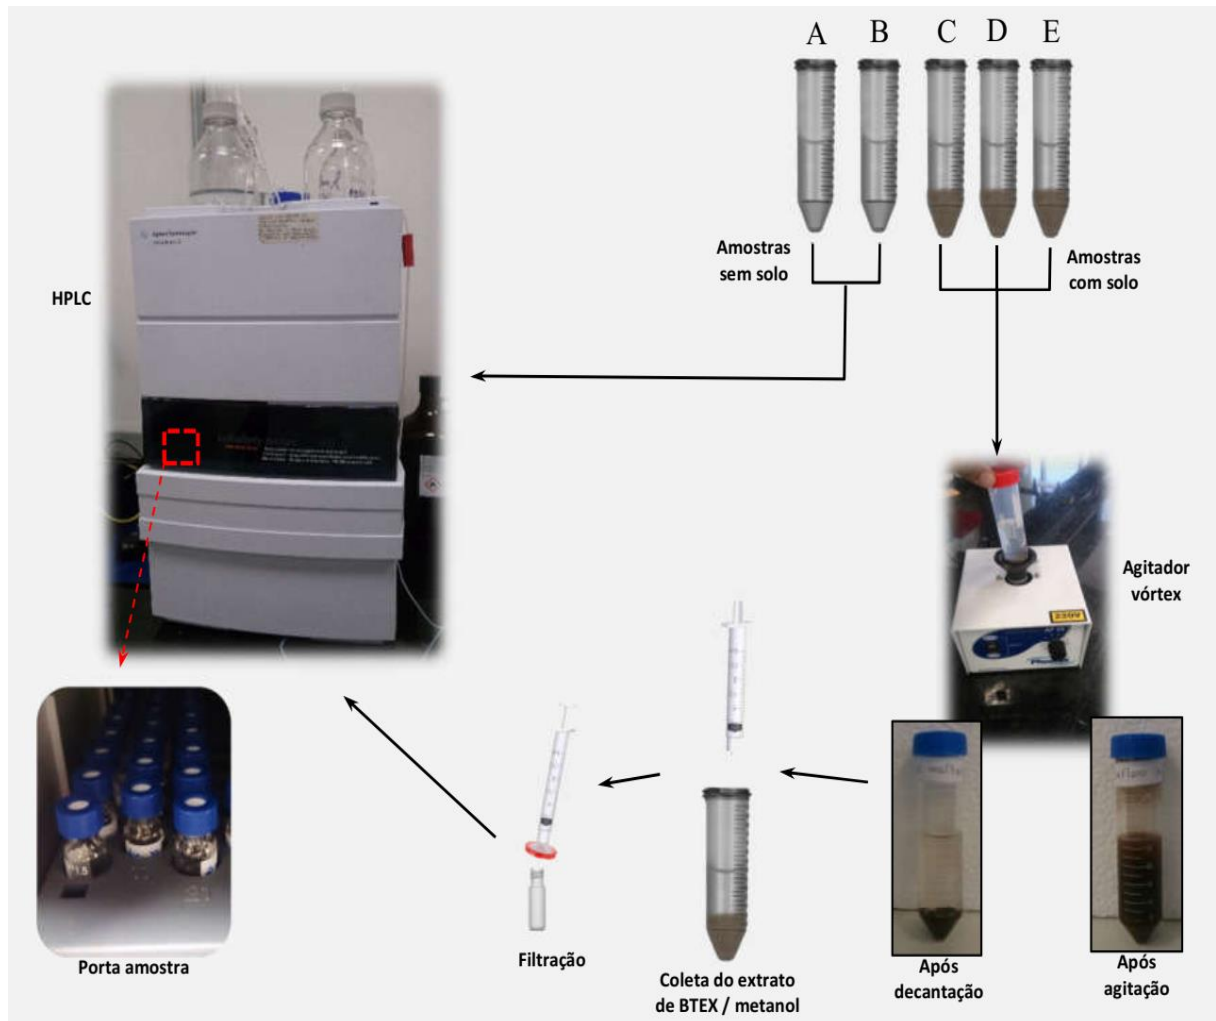 A B C D E
Amostras
sem solo
Amostras
com solo
HPLC
Agitador
vórtex
220V
Porta amostra
Filtração
Coleta do extrato
de BTEX / metanol
Após
decantação
Após
agitação